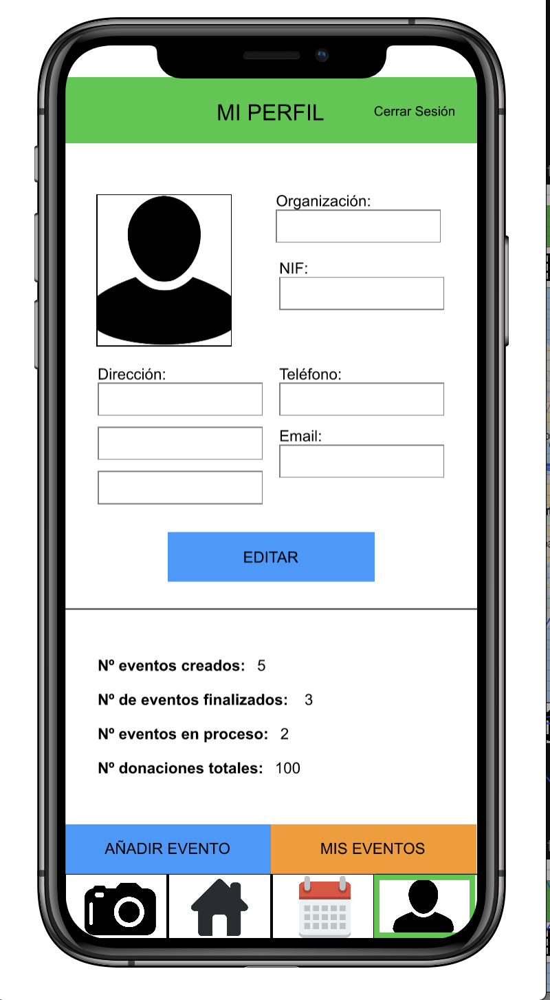 MI PERFIL
Cerrar Sesión
Organización:
NIF:
Dirección:
Teléfono:
Email:
EDITAR
Nº eventos creados: 5
Nº de eventos finalizados: 3
Nº eventos en proceso: 2
Nº donaciones totales: 100
AÑADIR EVENTO
MIS EVENTOS